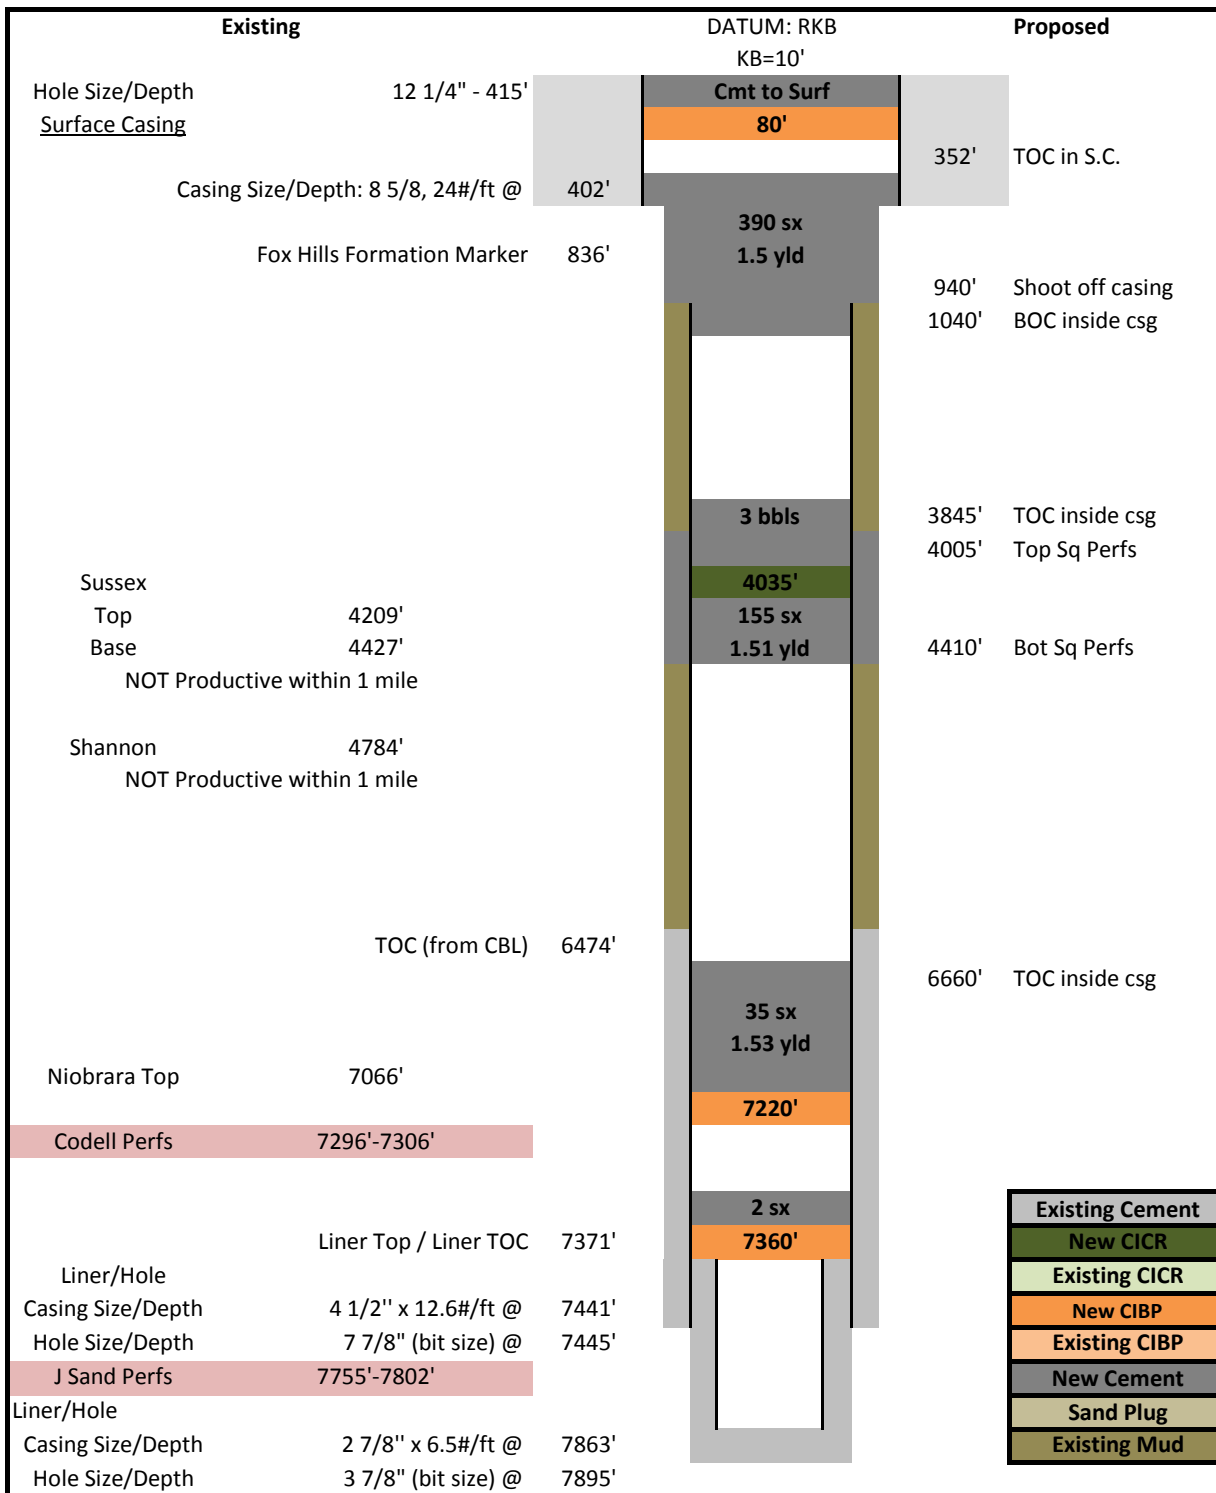 Existing DATUM: RKB Proposed
KB=10'
Hole Size/Depth 12 1/4" - 415' Cmt to Surf
Surface Casing 80'
352' TOC in S.C.
Casing Size/Depth: 8 5/8, 24#/ft @ 402'
390 sx
Fox Hills Formation Marker 836' 1.5 yld
940' Shoot off casing
1040' BOC inside csg
3 bbls 3845' TOC inside csg
4005' Top Sq Perfs
Sussex 4035'
Top 4209' 155 sx
Base 4427' 1.51 yld 4410' Bot Sq Perfs
NOT Productive within 1 mile
Shannon 4784'
NOT Productive within 1 mile
TOC (from CBL) 6474'
6660' TOC inside csg
35 sx
1.53 yld
Niobrara Top 7066'
7220'
Codell Perfs 7296'-7306'
2 sx Existing Cement
Liner Top / Liner TOC 7371' 7360' New CICR
Liner/Hole Existing CICR
Casing Size/Depth 4 1/2'' x 12.6#/ft @ 7441' New CIBP
Hole Size/Depth 7 7/8" (bit size) @ 7445' Existing CIBP
J Sand Perfs 7755'-7802' New Cement
Liner/Hole Sand Plug
Casing Size/Depth 2 7/8'' x 6.5#/ft @ 7863' Existing Mud
Hole Size/Depth 3 7/8" (bit size) @ 7895'